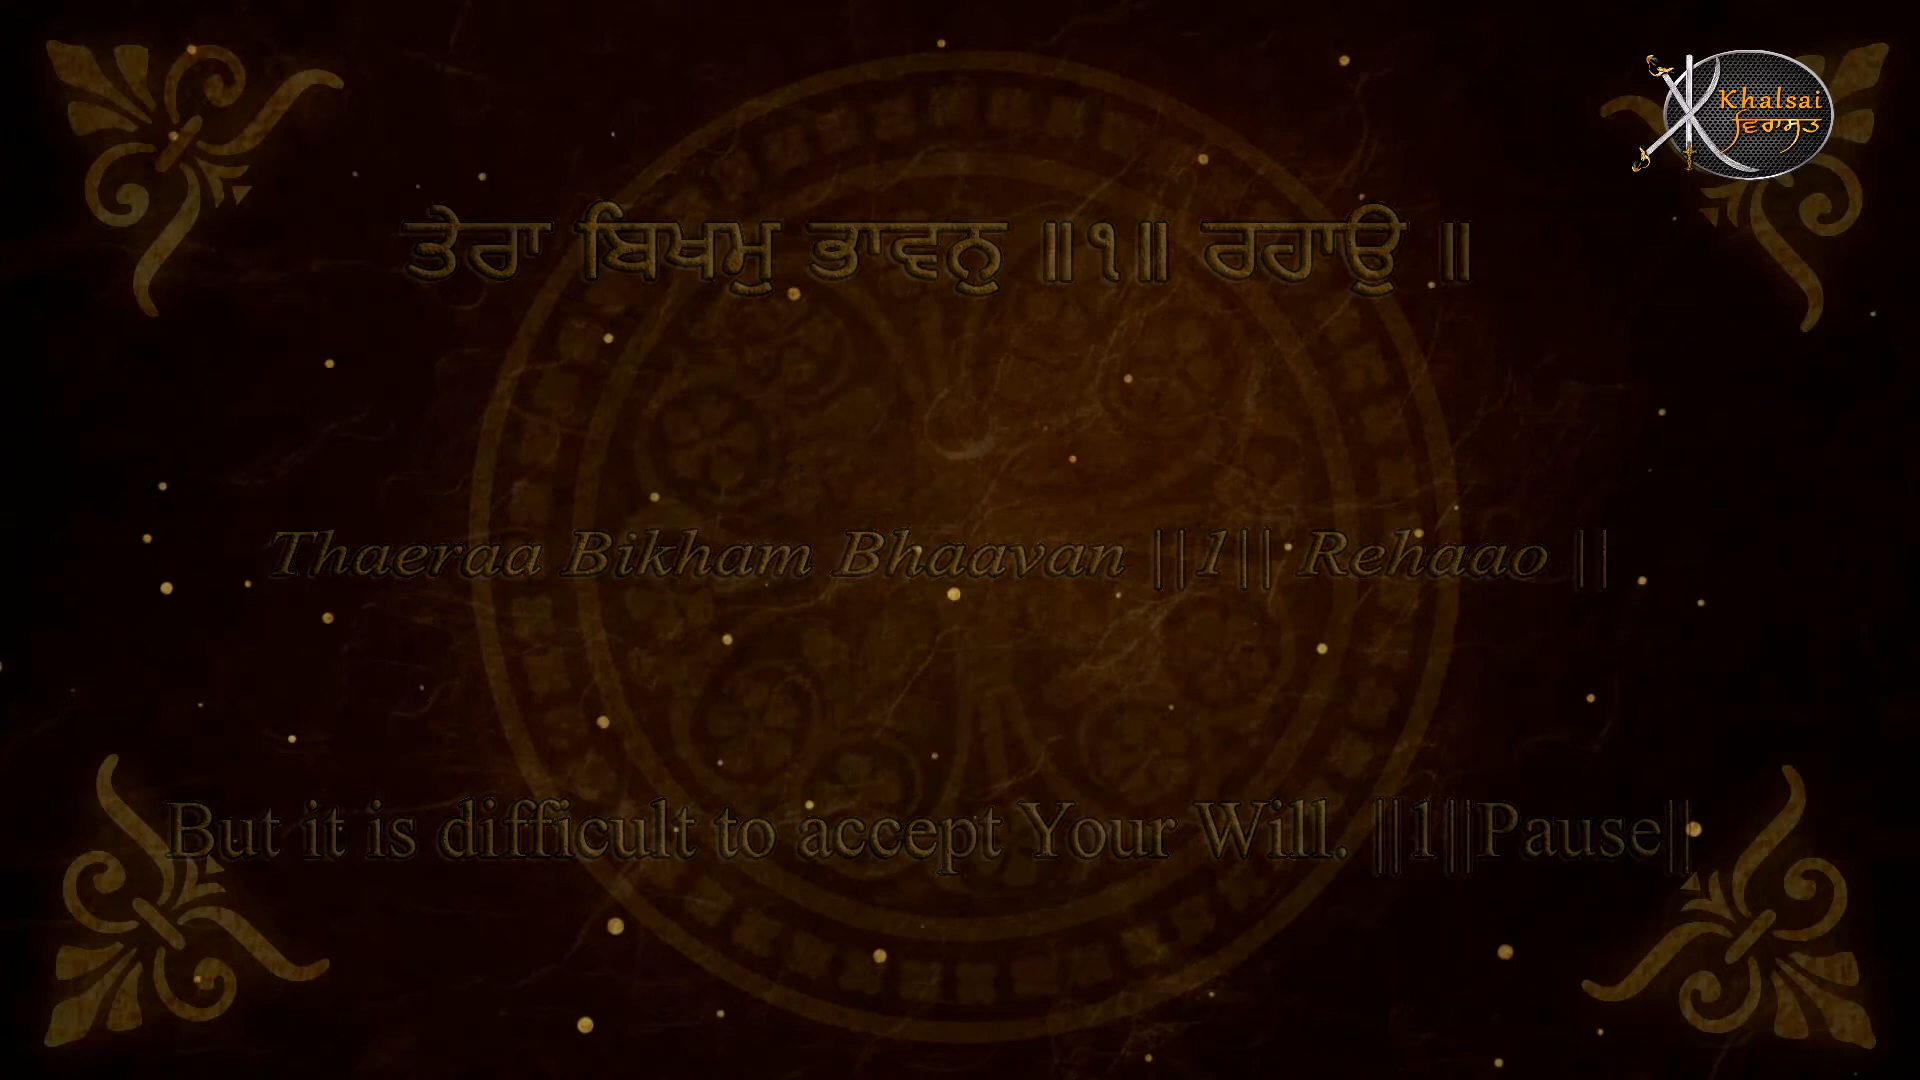 Khalsai
ਵਿਰਾਸਤ
ਤੇਰਾ ਬਿਖਮੁ ਭਾਵਨੁ ॥੧॥ ਰਹਾਉ ॥
Thaeraa Bikham Bhaavan ||1|| Rehaao ||
But it is difficult to accept Your Will. ||1||Pause||